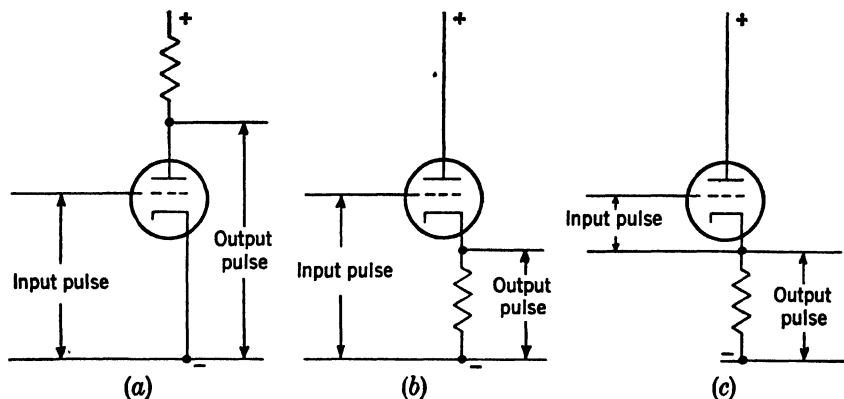 +
+
+
Input pulse
Output
pulse
Input pulse
Output
pulse
Input pulse
Output
pulse
−
−
−
(a)
(b)
(c)